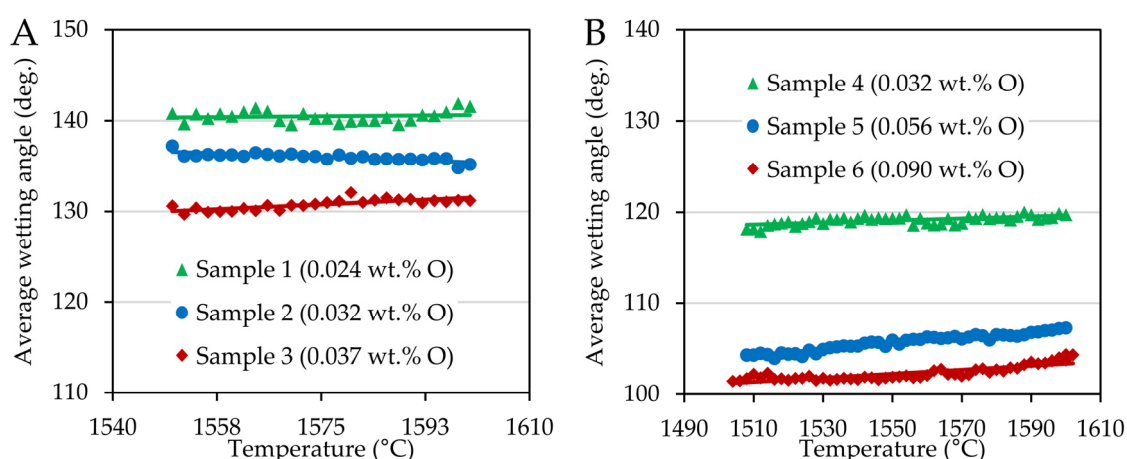 A
Average wetting angle (deg.)
150
140
130
120
110
Sample 1 (0.024 wt.% O)
Sample 2 (0.032 wt.% O)
Sample 3 (0.037 wt.% O)
1540 1558 1575 1593 1610
Temperature (°C)
B
Average wetting angle (deg.)
140
130
120
110
100
Sample 4 (0.032 wt.% O)
Sample 5 (0.056 wt.% O)
Sample 6 (0.090 wt.% O)
1490 1510 1530 1550 1570 1590 1610
Temperature (°C)